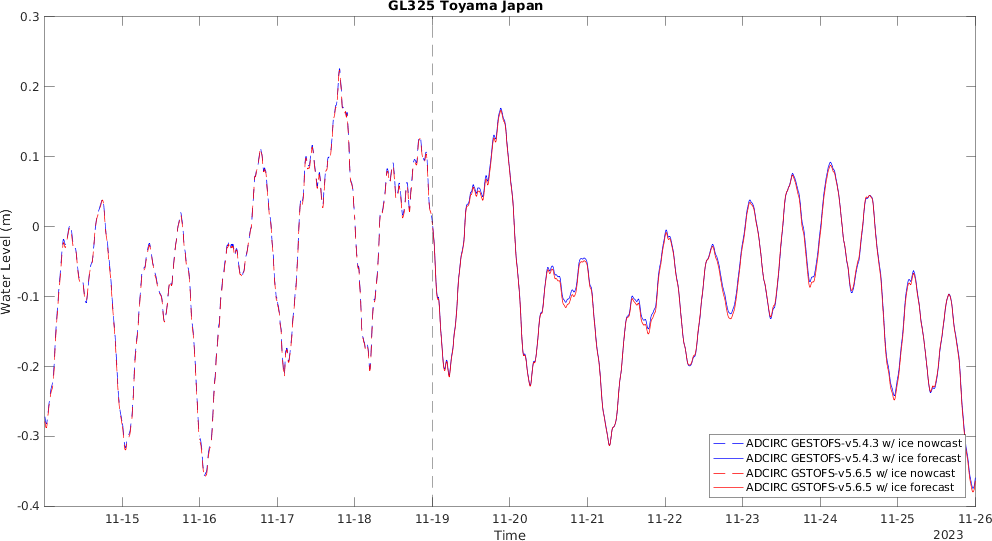 GL325 Toyama Japan
0.3
0.2
0.1
0
-0.1
-0.2
-0.3
-0.4
Water Level (m)
ADCIRC GESTOFS-v5.4.3 w/ ice nowcast
ADCIRC GESTOFS-v5.4.3 w/ ice forecast
ADCIRC GSTOFS-v5.6.5 w/ ice nowcast
ADCIRC GSTOFS-v5.6.5 w/ ice forecast
11-15 11-16 11-17 11-18 11-19 11-20 11-21 11-22 11-23 11-24 11-25 11-26
Time
2023